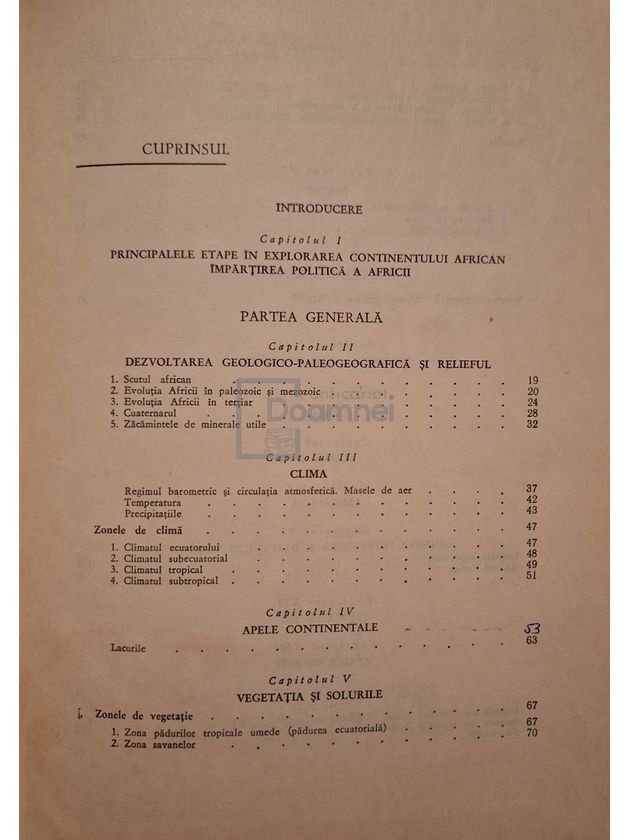 CUPRINSUL
INTRODUCERE
Capitolul I
PRINCIPALELE ETAPE ÎN EXPLORAREA CONTINENTULUI AFRICAN
ÎMPĂRȚIREA POLITICĂ A AFRICII
PARTEA GENERALĂ
Capitolul II
DEZVOLTAREA GEOLOGICO-PALEOGEOGRAFICĂ ȘI RELIEFUL
1. Scutul african . . . . . . . . . . . . 19
2. Evoluția Africii în paleozoic și mezozoic . . . . . . . . 20
3. Evoluția Africii în terțiar . . . . . . . . . . 24
4. Cuaternarul . . . . . . . . . . . . 28
5. Zăcămintele de minerale utile . . . . . . . . . 32
anticariat
Doamnei
Capitolul III
CLIMA
Regimul barometric și circulația atmosferică. Masele de aer . . . . 37
Temperatura . . . . . . . . . . . . 42
Precipitațiile . . . . . . . . . . . . 43
Zonele de climă . . . . . . . . . . . . 47
1. Climatul ecuatorului . . . . . . . . . . 47
2. Climatul subecuatorial . . . . . . . . . . 48
3. Climatul tropical . . . . . . . . . . . 49
4. Climatul subtropical . . . . . . . . . . . 51
Capitolul IV
APELE CONTINENTALE 53
Lacurile . . . . . . . . . . . . . 63
Capitolul V
VEGETAȚIA ȘI SOLURILE
Zonele de vegetație . . . . . . . . . . . 67
1. Zona pădurilor tropicale umede (pădurea ecuatorială) . . . . . 67
2. Zona savanelor . . . . . . . . . . . 70